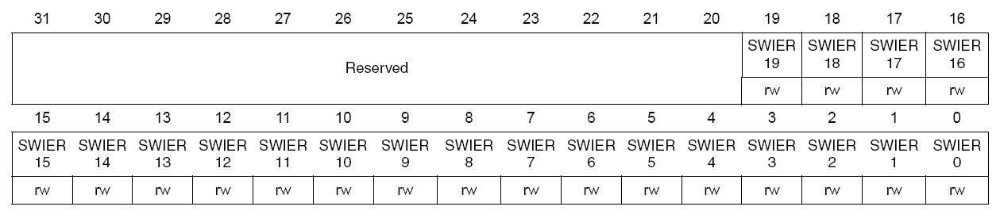 31 30 29 28 27 26 25 24 23 22 21 20 19 18 17 16
Reserved SWIER SWIER SWIER SWIER
19 18 17 16
rw rw rw rw
15 14 13 12 11 10 9 8 7 6 5 4 3 2 1 0
SWIER SWIER SWIER SWIER SWIER SWIER SWIER SWIER SWIER SWIER SWIER SWIER SWIER SWIER SWIER SWIER
15 14 13 12 11 10 9 8 7 6 5 4 3 2 1 0
rw rw rw rw rw rw rw rw rw rw rw rw rw rw rw rw